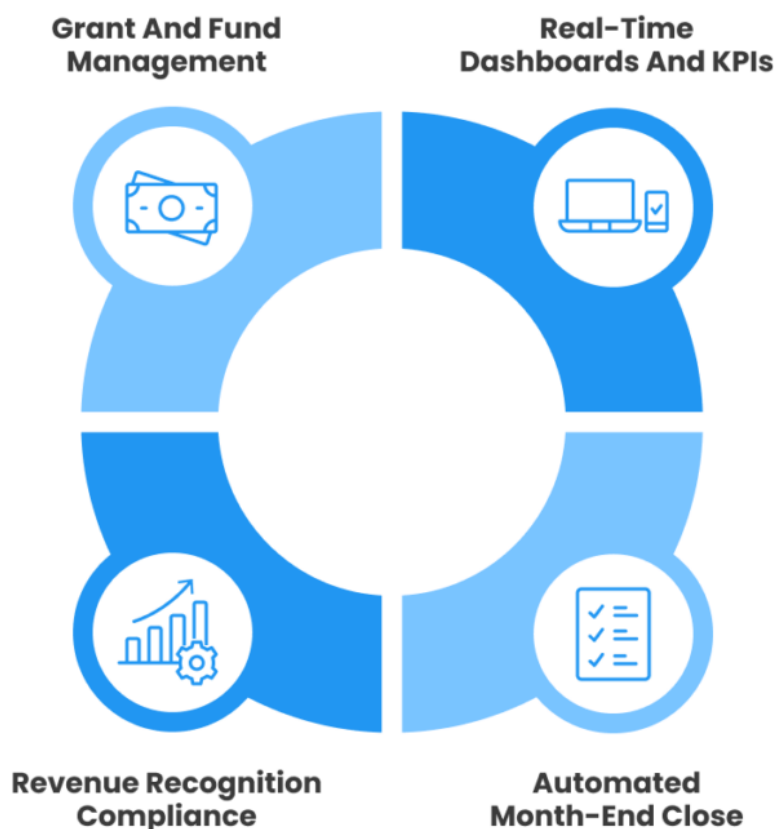 Grant And Fund
Management
Real-Time
Dashboards And KPIs
Revenue Recognition
Compliance
Automated
Month-End Close